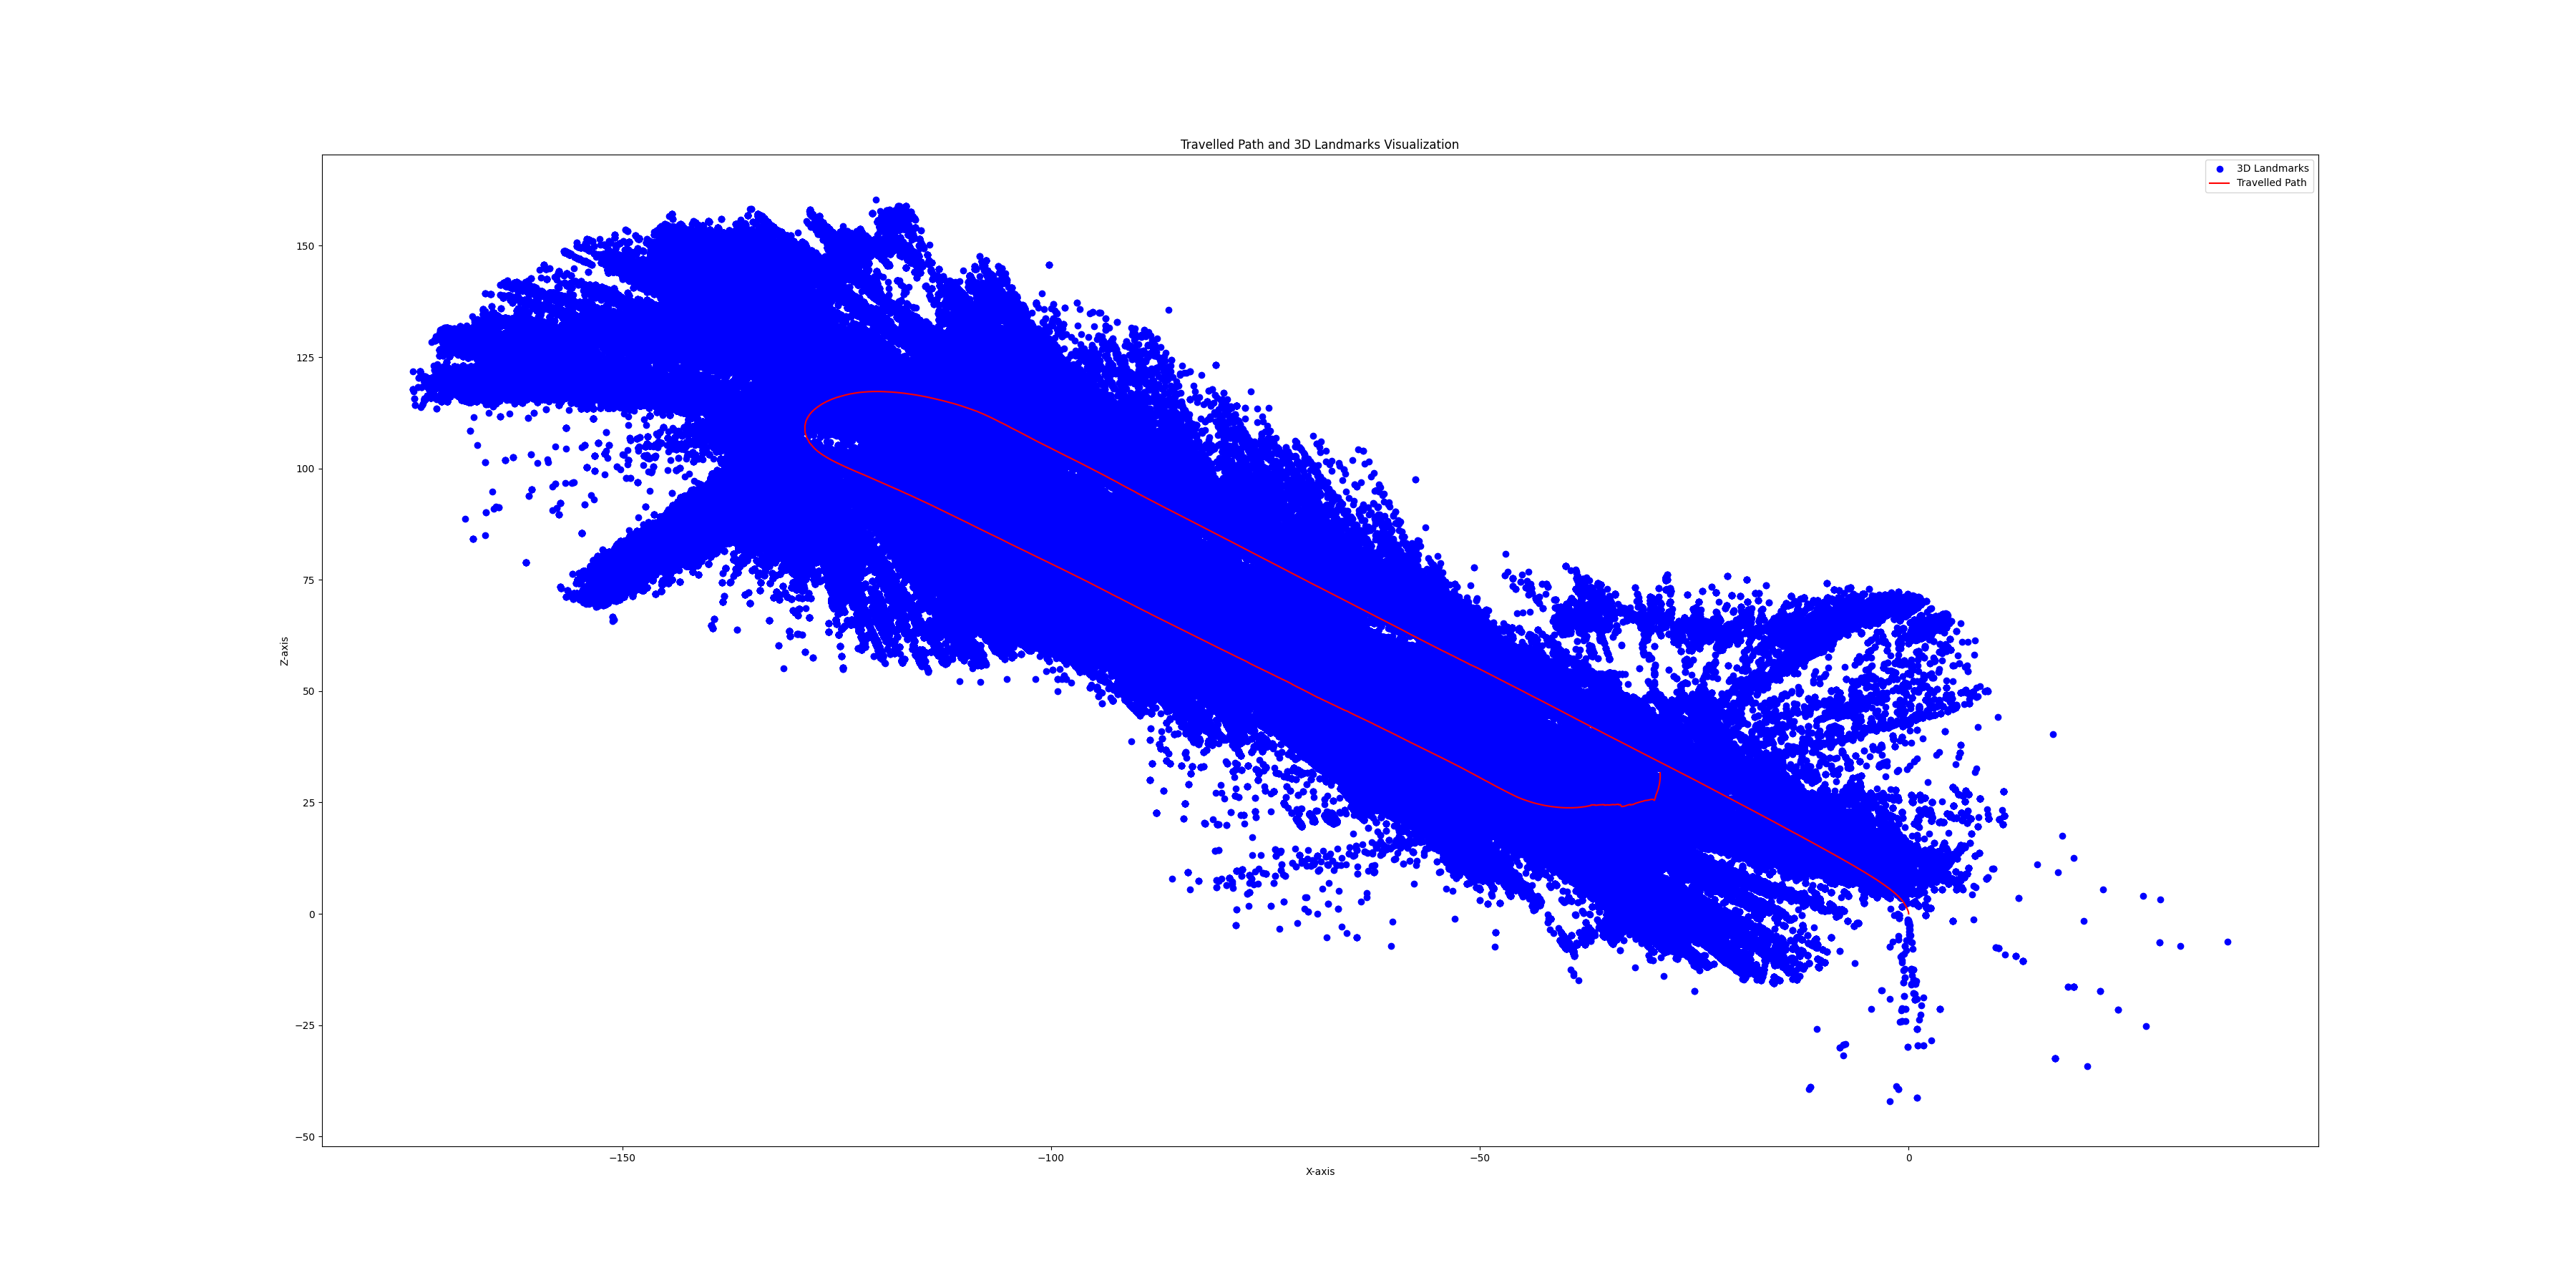 Travelled Path and 3D Landmarks Visualization
3D Landmarks
Travelled Path
150
125
100
75
50
25
0
−25
−50
Z-axis
−150
−100
−50
0
X-axis